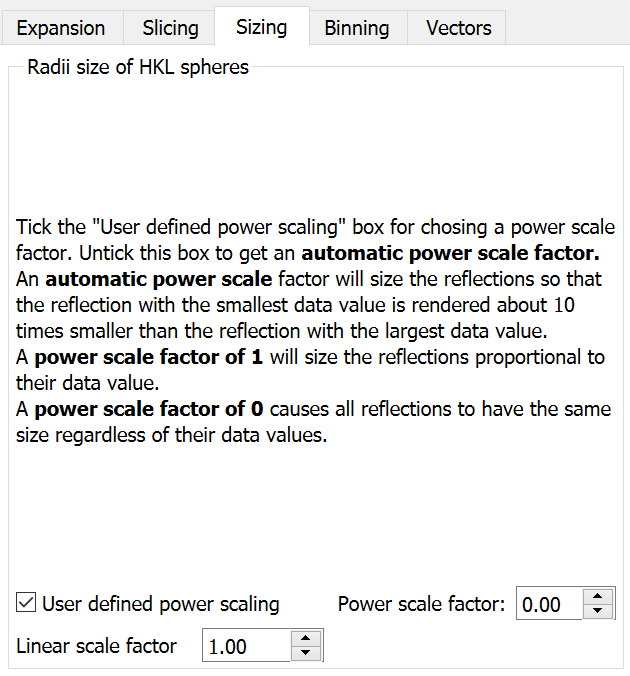 Expansion Slicing Sizing Binning Vectors
Radii size of HKL spheres
Tick the "User defined power scaling" box for chosing a power scale
factor. Untick this box to get an automatic power scale factor.
An automatic power scale factor will size the reflections so that
the reflection with the smallest data value is rendered about 10
times smaller than the reflection with the largest data value.
A power scale factor of 1 will size the reflections proportional to
their data value.
A power scale factor of 0 causes all reflections to have the same
size regardless of their data values.
User defined power scaling Power scale factor: 0.00
Linear scale factor 1.00